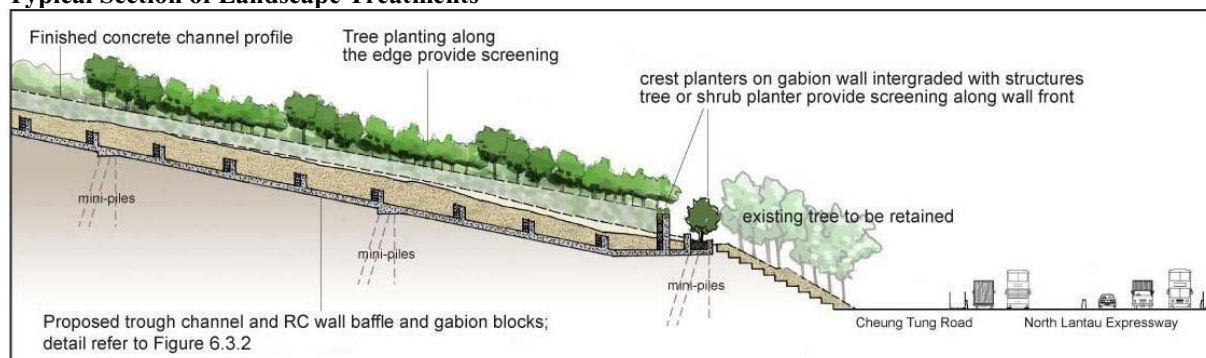 Typical Section of Landscape Treatments
Finished concrete channel profile
Tree planting along
the edge provide screening
crest planters on gabion wall intergraded with structures
tree or shrub planter provide screening along wall front
mini-piles
existing tree to be retained
mini-piles
mini-piles
Proposed trough channel and RC wall baffle and gabion blocks;
detail refer to Figure 6.3.2
Cheung Tung Road
North Lantau Expressway